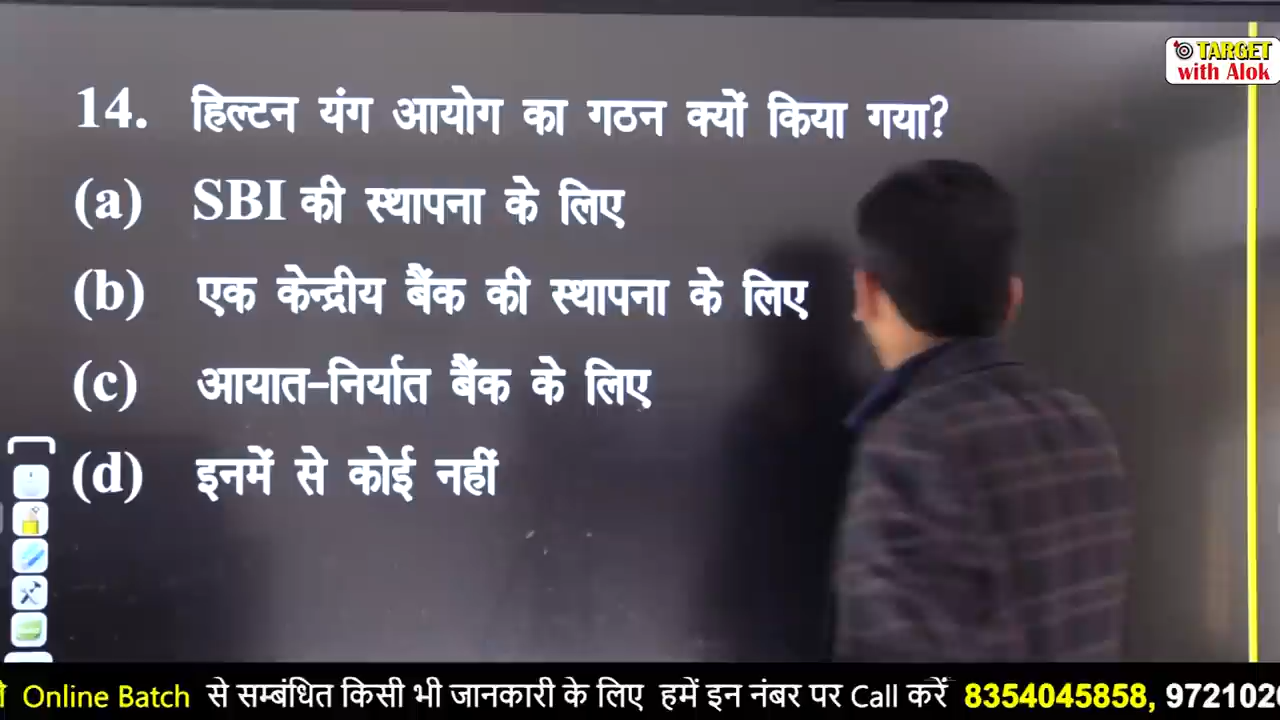 TARGET
with Alok
14. हिल्टन यंग आयोग का गठन क्यों किया गया?
(a) SBI की स्थापना के लिए
(b) एक केन्द्रीय बैंक की स्थापना के लिए
(c) आयात-निर्यात बैंक के लिए
(d) इनमें से कोई नहीं
Online Batch से सम्बंधित किसी भी जानकारी के लिए हमें इन नंबर पर Call करें 8354045858,